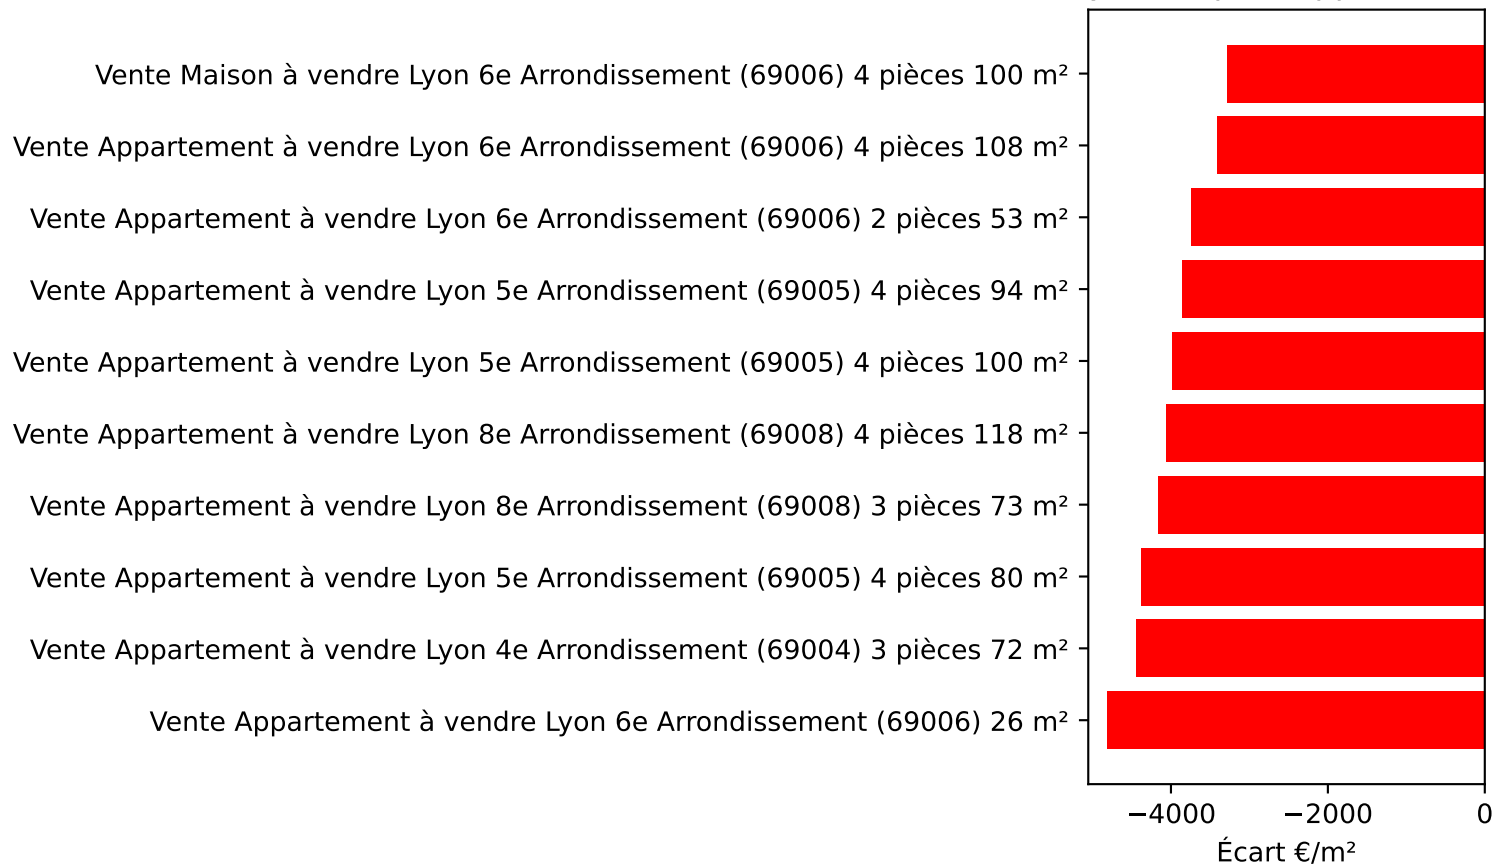 Vente Maison à vendre Lyon 6e Arrondissement (69006) 4 pièces 100 m²
Vente Appartement à vendre Lyon 6e Arrondissement (69006) 4 pièces 108 m²
Vente Appartement à vendre Lyon 6e Arrondissement (69006) 2 pièces 53 m²
Vente Appartement à vendre Lyon 5e Arrondissement (69005) 4 pièces 94 m²
Vente Appartement à vendre Lyon 5e Arrondissement (69005) 4 pièces 100 m²
Vente Appartement à vendre Lyon 8e Arrondissement (69008) 4 pièces 118 m²
Vente Appartement à vendre Lyon 8e Arrondissement (69008) 3 pièces 73 m²
Vente Appartement à vendre Lyon 5e Arrondissement (69005) 4 pièces 80 m²
Vente Appartement à vendre Lyon 4e Arrondissement (69004) 3 pièces 72 m²
Vente Appartement à vendre Lyon 6e Arrondissement (69006) 26 m²
−4000 −2000 0
Écart €/m²